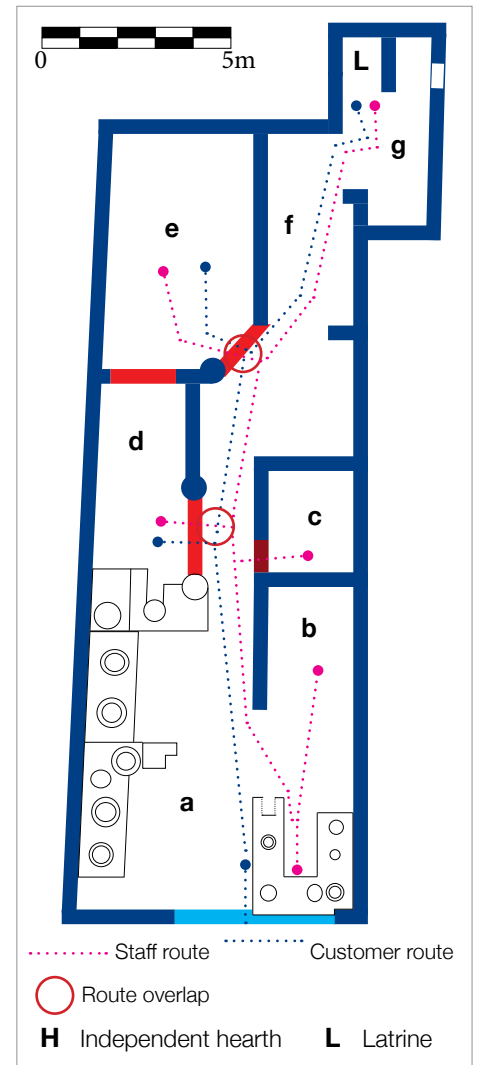 0 5m
L
g
e
f
d
c
b
a
Staff route Customer route
Route overlap
H Independent hearth L Latrine